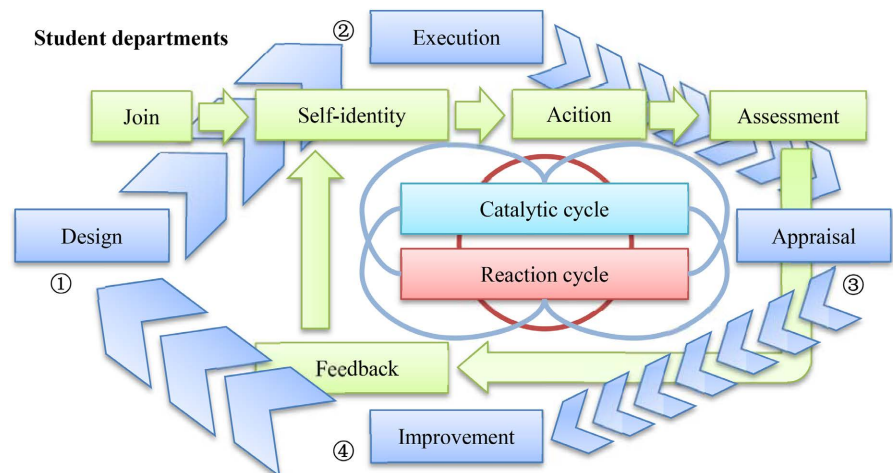 ②
Execution
Student departments
Join
Self-identity
Acition
Assessment
Catalytic cycle
Design
Appraisal
Reaction cycle
①
③
Feedback
Improvement
④